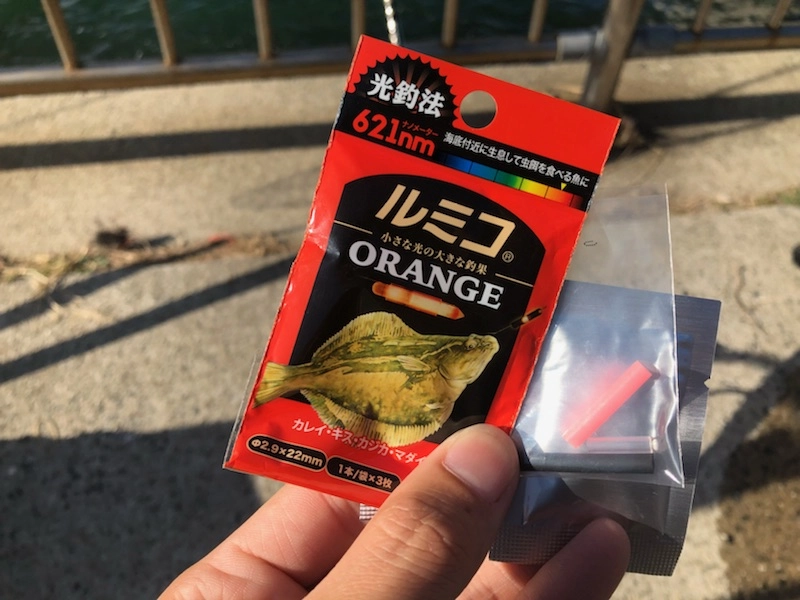 光釣法
ナノメーター
621nm
海底付近に生息して虫餌を食べる魚に
ルミコ®
小さな光の大きな釣果
ORANGE
カレイ・キス・カジカ・マダイ
Φ2.9×22mm
1本/袋×3枚